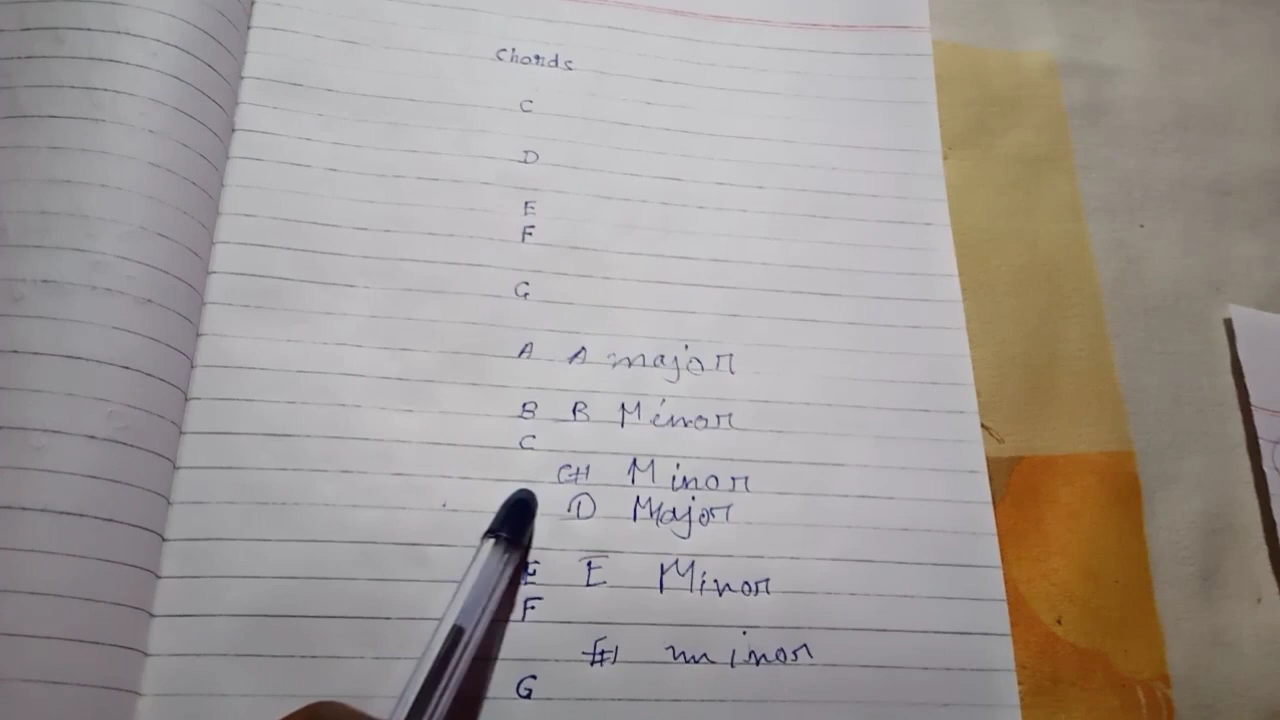 Chords
C
D
E
F
G
A A major
B B Minor
C
C# Minor
D Major
E E Minor
F
F# minor
G